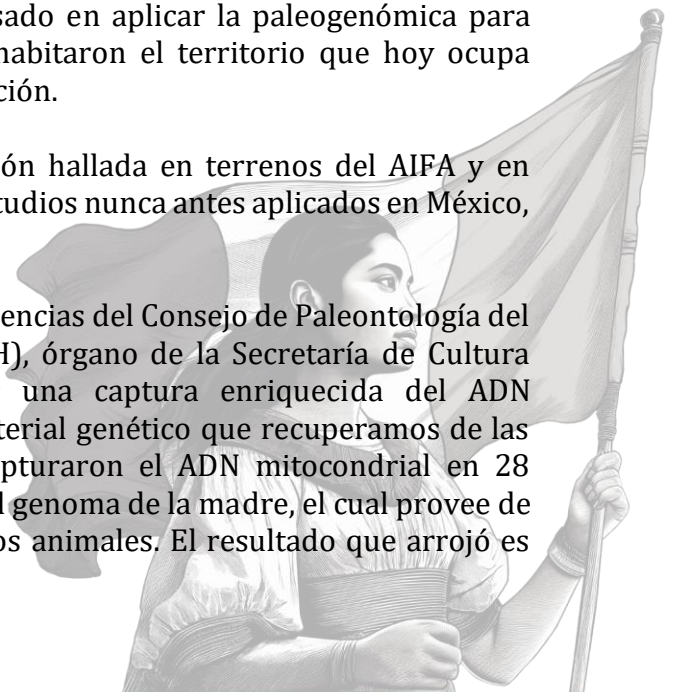 sado en aplicar la paleogenómica para
habitaron el territorio que hoy ocupa
ción.
ón hallada en terrenos del AIFA y en
tudios nunca antes aplicados en México,
encias del Consejo de Paleontología del
H), órgano de la Secretaría de Cultura
una captura enriquecida del ADN
terial genético que recuperamos de las
pturaron el ADN mitocondrial en 28
l genoma de la madre, el cual provee de
os animales. El resultado que arrojó es